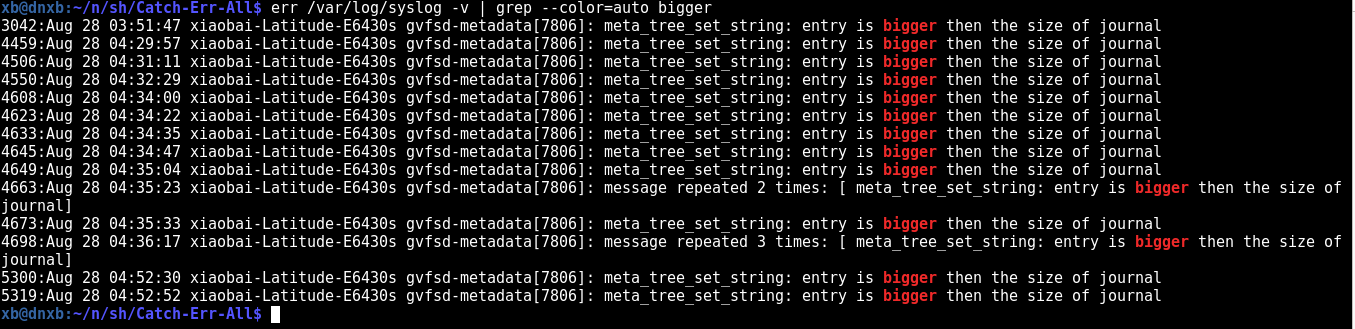 xb@dnxb:~/n/sh/Catch-Err-All$ err /var/log/syslog -v | grep --color=auto bigger
3042:Aug 28 03:51:47 xiaobai-Latitude-E6430s gvfsd-metadata[7806]: meta_tree_set_string: entry is bigger then the size of journal
4459:Aug 28 04:29:57 xiaobai-Latitude-E6430s gvfsd-metadata[7806]: meta_tree_set_string: entry is bigger then the size of journal
4506:Aug 28 04:31:11 xiaobai-Latitude-E6430s gvfsd-metadata[7806]: meta_tree_set_string: entry is bigger then the size of journal
4550:Aug 28 04:32:29 xiaobai-Latitude-E6430s gvfsd-metadata[7806]: meta_tree_set_string: entry is bigger then the size of journal
4608:Aug 28 04:34:00 xiaobai-Latitude-E6430s gvfsd-metadata[7806]: meta_tree_set_string: entry is bigger then the size of journal
4623:Aug 28 04:34:22 xiaobai-Latitude-E6430s gvfsd-metadata[7806]: meta_tree_set_string: entry is bigger then the size of journal
4633:Aug 28 04:34:35 xiaobai-Latitude-E6430s gvfsd-metadata[7806]: meta_tree_set_string: entry is bigger then the size of journal
4645:Aug 28 04:34:47 xiaobai-Latitude-E6430s gvfsd-metadata[7806]: meta_tree_set_string: entry is bigger then the size of journal
4649:Aug 28 04:35:04 xiaobai-Latitude-E6430s gvfsd-metadata[7806]: meta_tree_set_string: entry is bigger then the size of journal
4663:Aug 28 04:35:23 xiaobai-Latitude-E6430s gvfsd-metadata[7806]: message repeated 2 times: [ meta_tree_set_string: entry is bigger then the size of
journal]
4673:Aug 28 04:35:33 xiaobai-Latitude-E6430s gvfsd-metadata[7806]: meta_tree_set_string: entry is bigger then the size of journal
4698:Aug 28 04:36:17 xiaobai-Latitude-E6430s gvfsd-metadata[7806]: message repeated 3 times: [ meta_tree_set_string: entry is bigger then the size of
journal]
5300:Aug 28 04:52:30 xiaobai-Latitude-E6430s gvfsd-metadata[7806]: meta_tree_set_string: entry is bigger then the size of journal
5319:Aug 28 04:52:52 xiaobai-Latitude-E6430s gvfsd-metadata[7806]: meta_tree_set_string: entry is bigger then the size of journal
xb@dnxb:~/n/sh/Catch-Err-All$